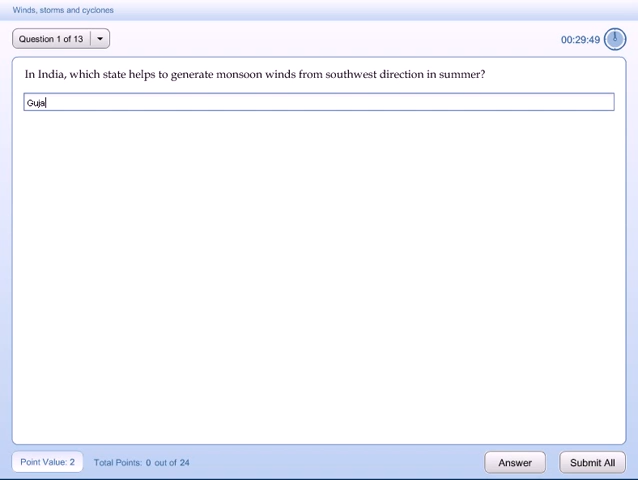 Winds, storms and cyclones
Question 1 of 13
00:29:49
In India, which state helps to generate monsoon winds from southwest direction in summer?
Guja
Point Value: 2
Total Points: 0 out of 24
Answer
Submit All